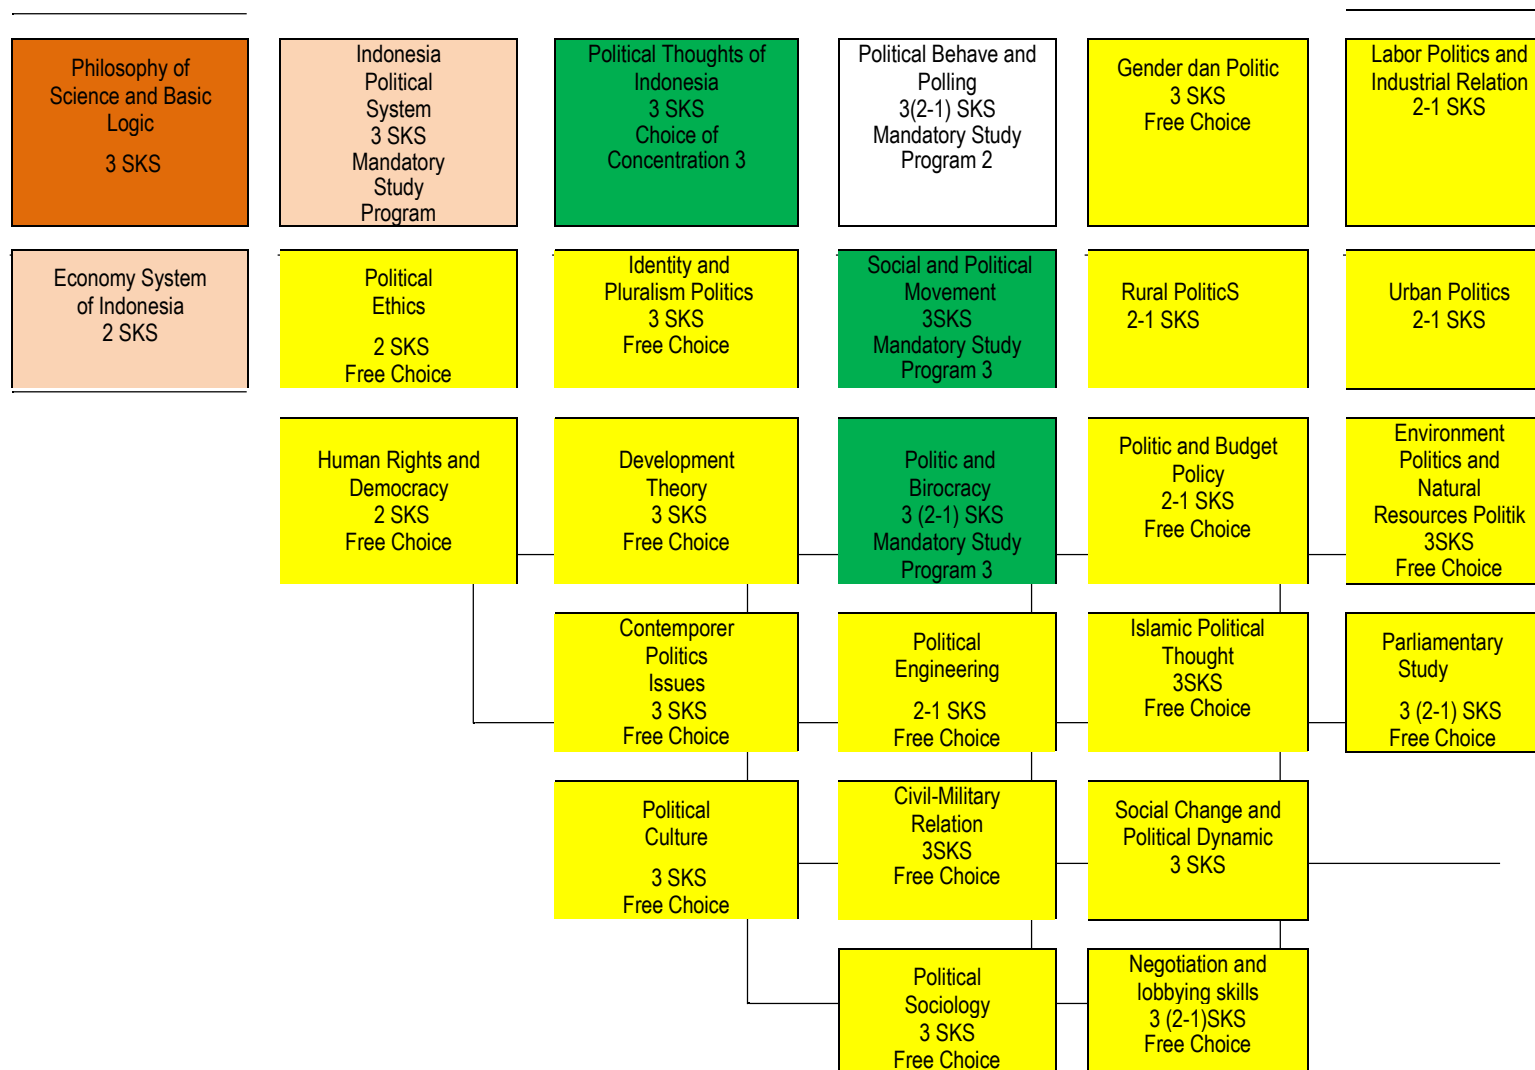 Philosophy of
Science and Basic
Logic
3 SKS
Indonesia
Political
System
3 SKS
Mandatory
Study
Program
Political Thoughts of
Indonesia
3 SKS
Choice of
Concentration 3
Political Behave and
Polling
3(2-1) SKS
Mandatory Study
Program 2
Gender dan Politic
3 SKS
Free Choice
Labor Politics and
Industrial Relation
2-1 SKS
Economy System
of Indonesia
2 SKS
Political
Ethics
2 SKS
Free Choice
Identity and
Pluralism Politics
3 SKS
Free Choice
Social and Political
Movement
3SKS
Mandatory Study
Program 3
Rural PoliticS
2-1 SKS
Urban Politics
2-1 SKS
Human Rights and
Democracy
2 SKS
Free Choice
Development
Theory
3 SKS
Free Choice
Politic and
Birocracy
3 (2-1) SKS
Mandatory Study
Program 3
Politic and Budget
Policy
2-1 SKS
Free Choice
Environment
Politics and
Natural
Resources Politik
3SKS
Free Choice
Contemporer
Politics
Issues
3 SKS
Free Choice
Political
Engineering
2-1 SKS
Free Choice
Islamic Political
Thought
3SKS
Free Choice
Parliamentary
Study
3 (2-1) SKS
Free Choice
Political
Culture
3 SKS
Free Choice
Civil-Military
Relation
3SKS
Free Choice
Social Change and
Political Dynamic
3 SKS
Political
Sociology
3 SKS
Free Choice
Negotiation and
lobbying skills
3 (2-1)SKS
Free Choice